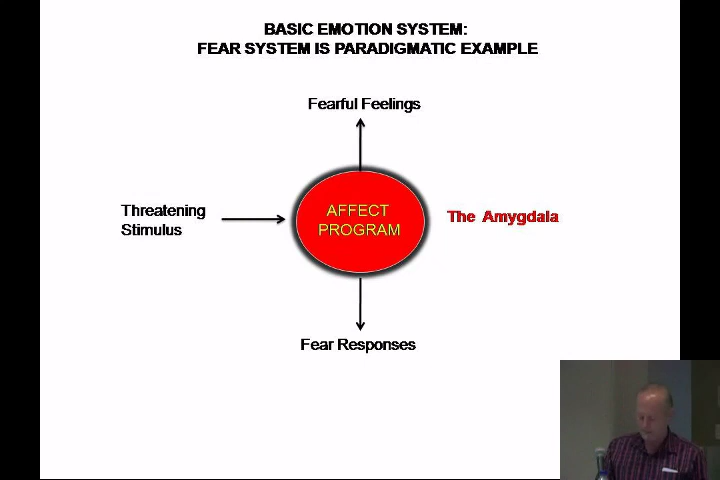 BASIC EMOTION SYSTEM:
FEAR SYSTEM IS PARADIGMATIC EXAMPLE
Fearful Feelings
Threatening
Stimulus
AFFECT
PROGRAM
The Amygdala
Fear Responses